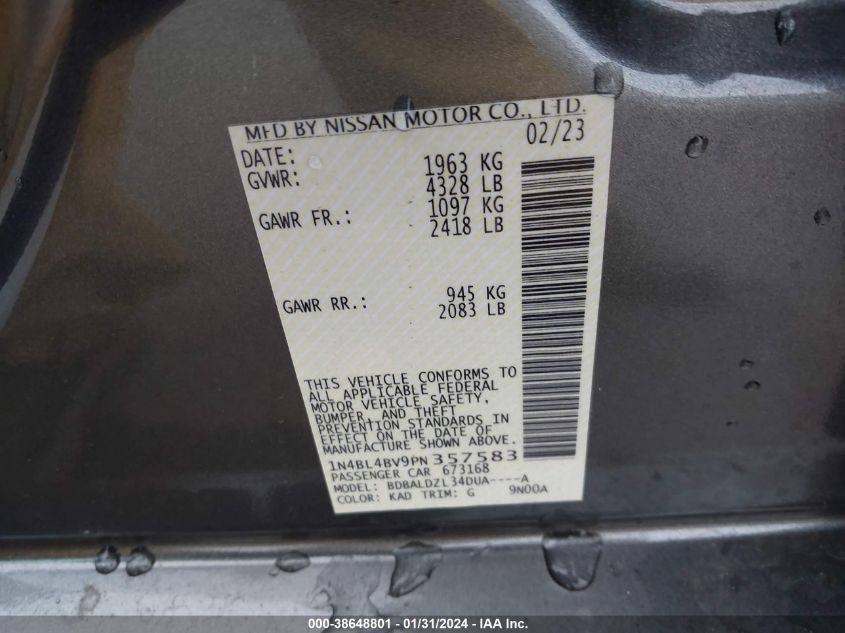 MFD BY NISSAN MOTOR CO., LTD.
DATE: 02/23
GVWR: 1963 KG
4328 LB
GAWR FR.: 1097 KG
2418 LB
GAWR RR.: 945 KG
2083 LB
THIS VEHICLE CONFORMS TO
ALL APPLICABLE FEDERAL
MOTOR VEHICLE SAFETY,
BUMPER, AND THEFT
PREVENTION STANDARDS IN
EFFECT ON THE DATE OF
MANUFACTURE SHOWN ABOVE.
1N4BL4BV9PN357583
PASSENGER CAR 673168
MODEL: BDBALDZL34DUA----A
COLOR: KAD TRIM: G 9N00A
000-38648801 - 01/31/2024 - IAA Inc.